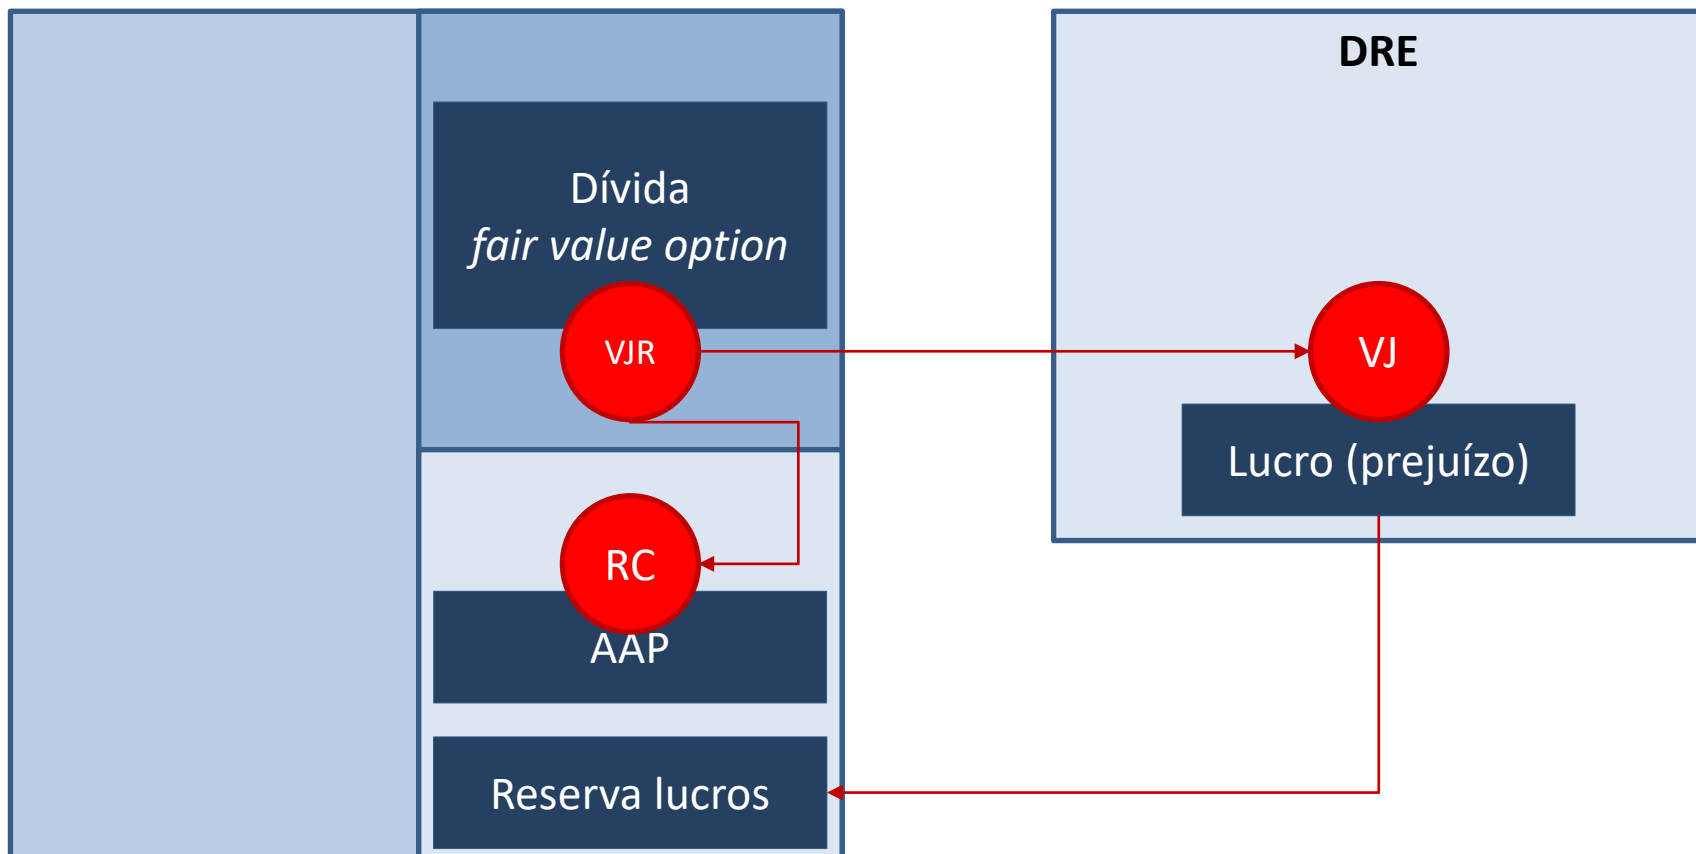 DRE
Dívida
fair value option
VJR
VJ
Lucro (prejuízo)
RC
AAP
Reserva lucros